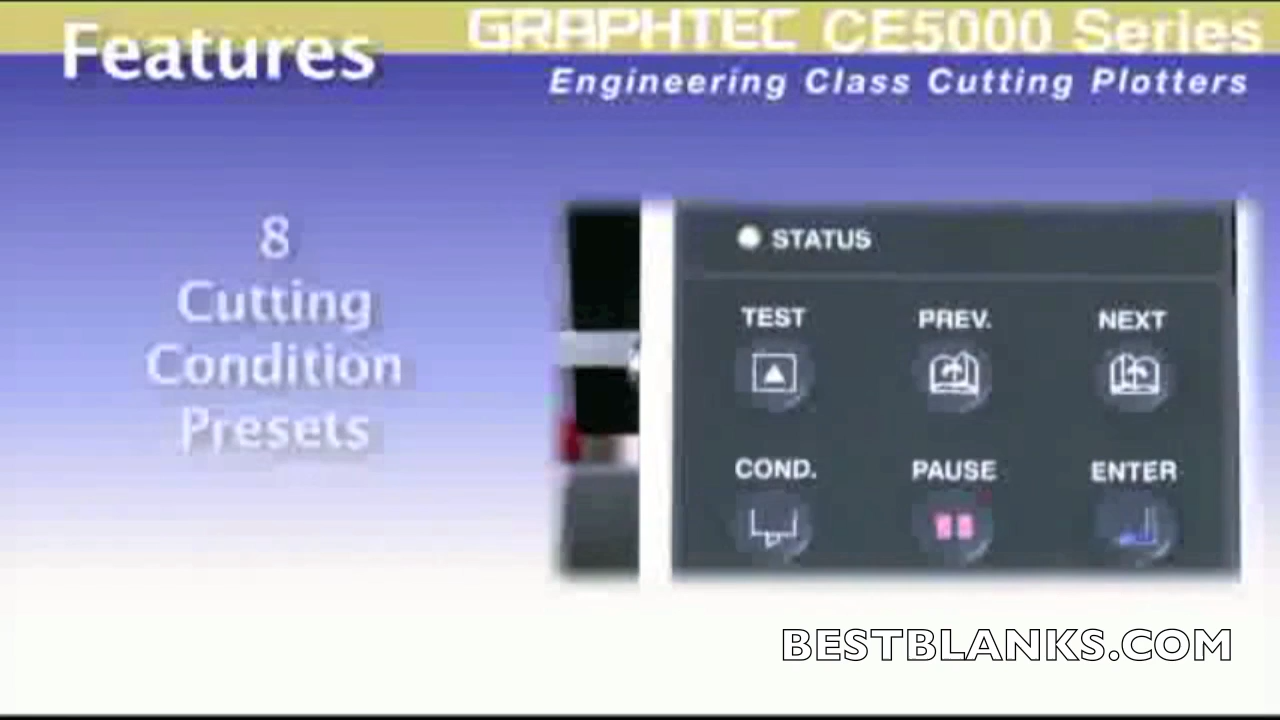 Features
GRAPHTEC CE5000 Series
Engineering Class Cutting Plotters
8
Cutting
Condition
Presets
STATUS
TEST PREV. NEXT
COND. PAUSE ENTER
BESTBLANKS.COM